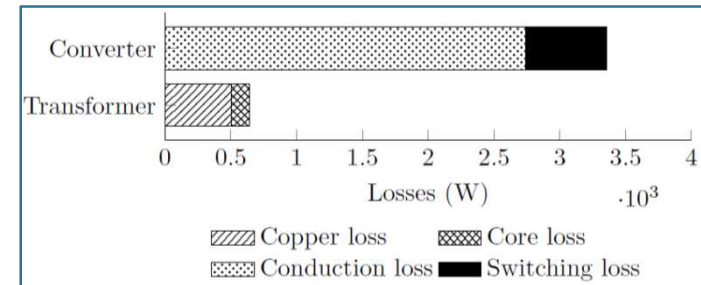 Converter
Transformer
0 0.5 1 1.5 2 2.5 3 3.5 4
Losses (W) ·10³
Copper loss Core loss
Conduction loss Switching loss